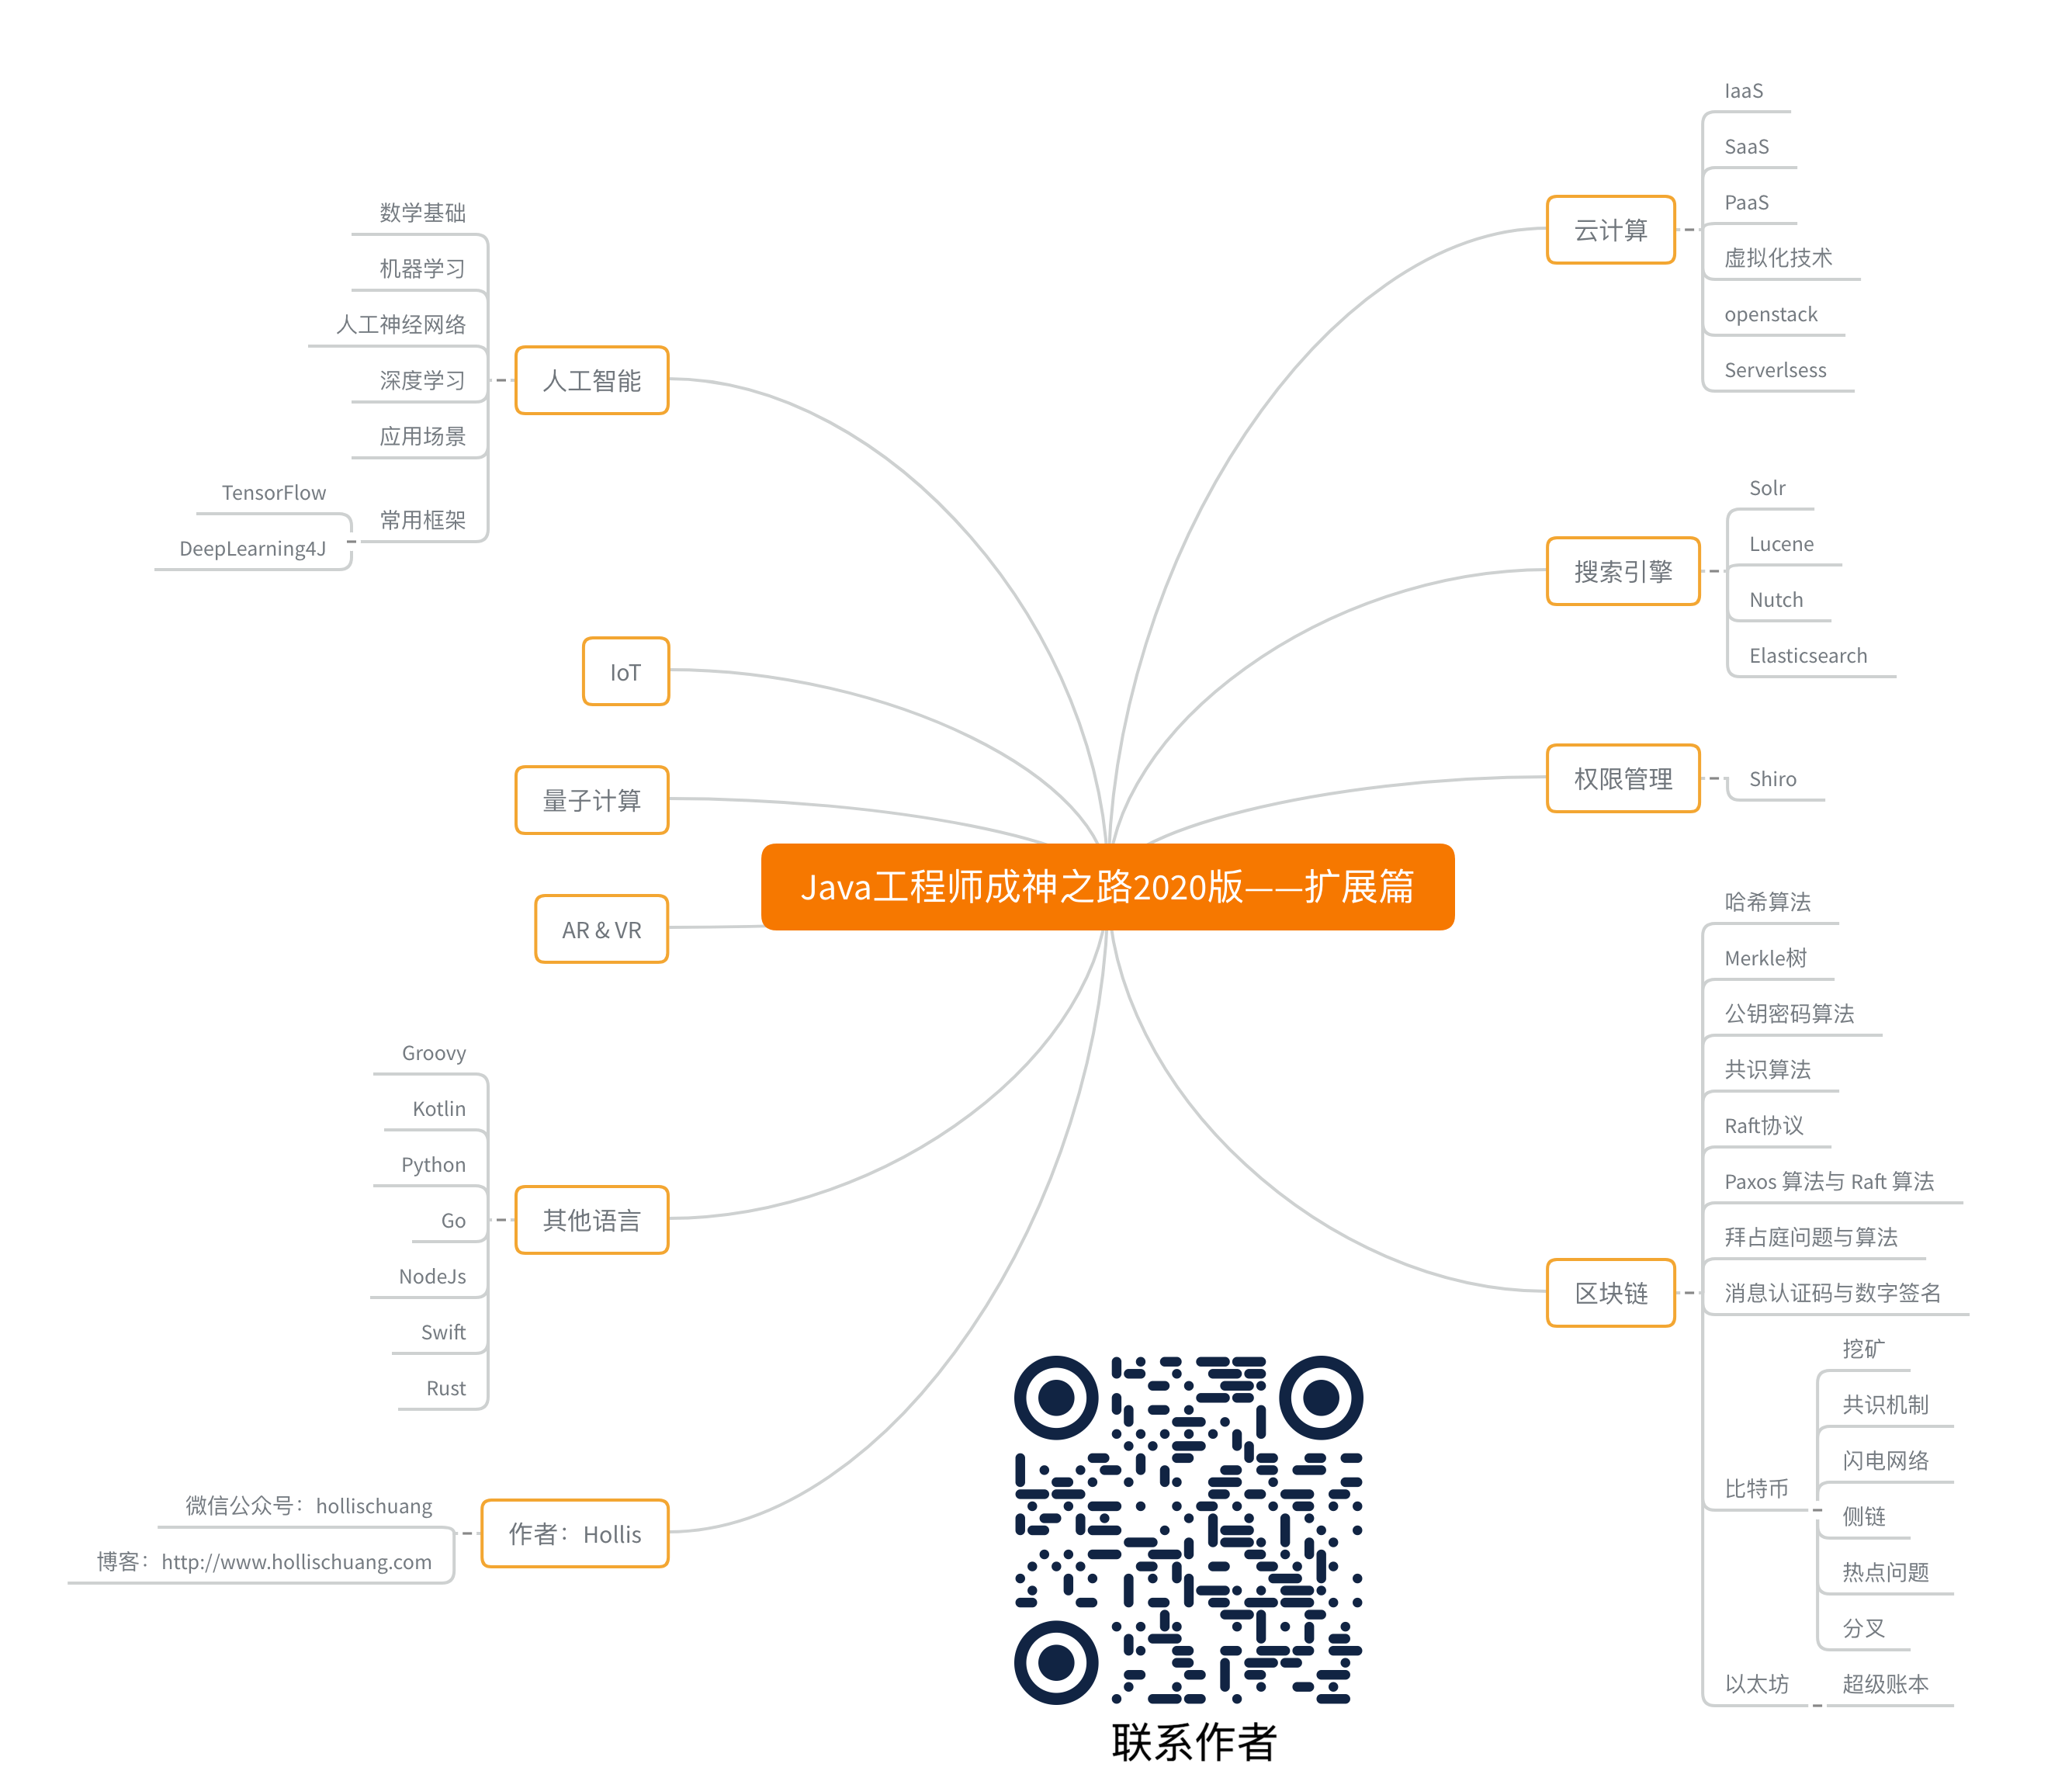 Java工程师成神之路2020版——扩展篇
云计算
IaaS
SaaS
PaaS
虚拟化技术
openstack
Serverlsess
搜索引擎
Solr
Lucene
Nutch
Elasticsearch
权限管理
Shiro
区块链
哈希算法
Merkle树
公钥密码算法
共识算法
Raft协议
Paxos 算法与 Raft 算法
拜占庭问题与算法
消息认证码与数字签名
比特币
挖矿
共识机制
闪电网络
侧链
热点问题
分叉
以太坊
超级账本
人工智能
数学基础
机器学习
人工神经网络
深度学习
应用场景
常用框架
TensorFlow
DeepLearning4J
IoT
量子计算
AR & VR
其他语言
Groovy
Kotlin
Python
Go
NodeJs
Swift
Rust
作者：Hollis
微信公众号：hollischuang
博客：http://www.hollischuang.com
联系作者